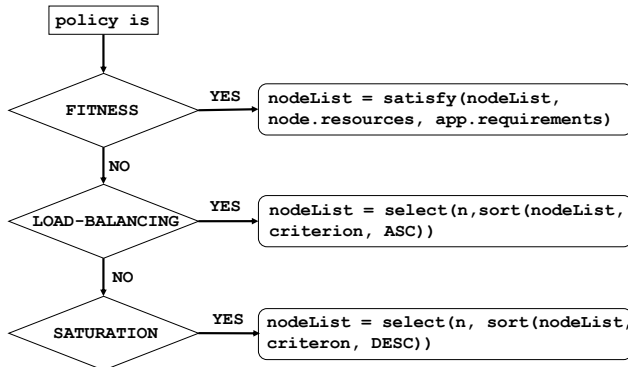 policy is
FITNESS
YES
nodeList = satisfy(nodeList,
node.resources, app.requirements)
NO
LOAD-BALANCING
YES
nodeList = select(n,sort(nodeList,
criterion, ASC))
NO
SATURATION
YES
nodeList = select(n, sort(nodeList,
criteron, DESC))